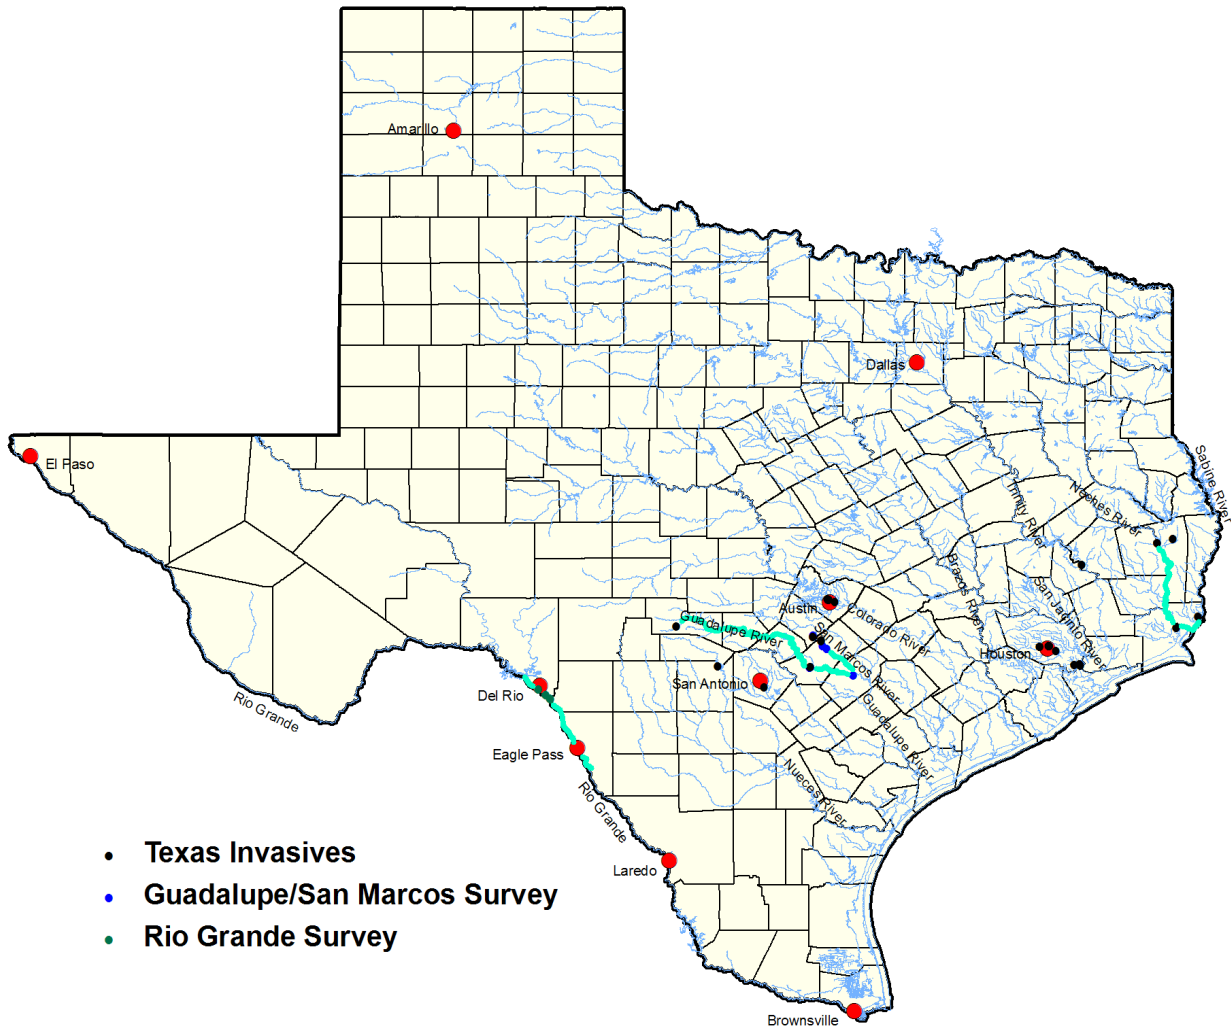 Amarillo
Dallas
El Paso
Sabine River
Neches River
Trinity River
Brazos River
San Jacinto River
Austin
Colorado River
Guadalupe River
San Marcos River
Houston
San Antonio
Del Rio
Rio Grande
Guadalupe River
Eagle Pass
Nueces River
Rio Grande
Laredo
Texas Invasives
Guadalupe/San Marcos Survey
Rio Grande Survey
Brownsville